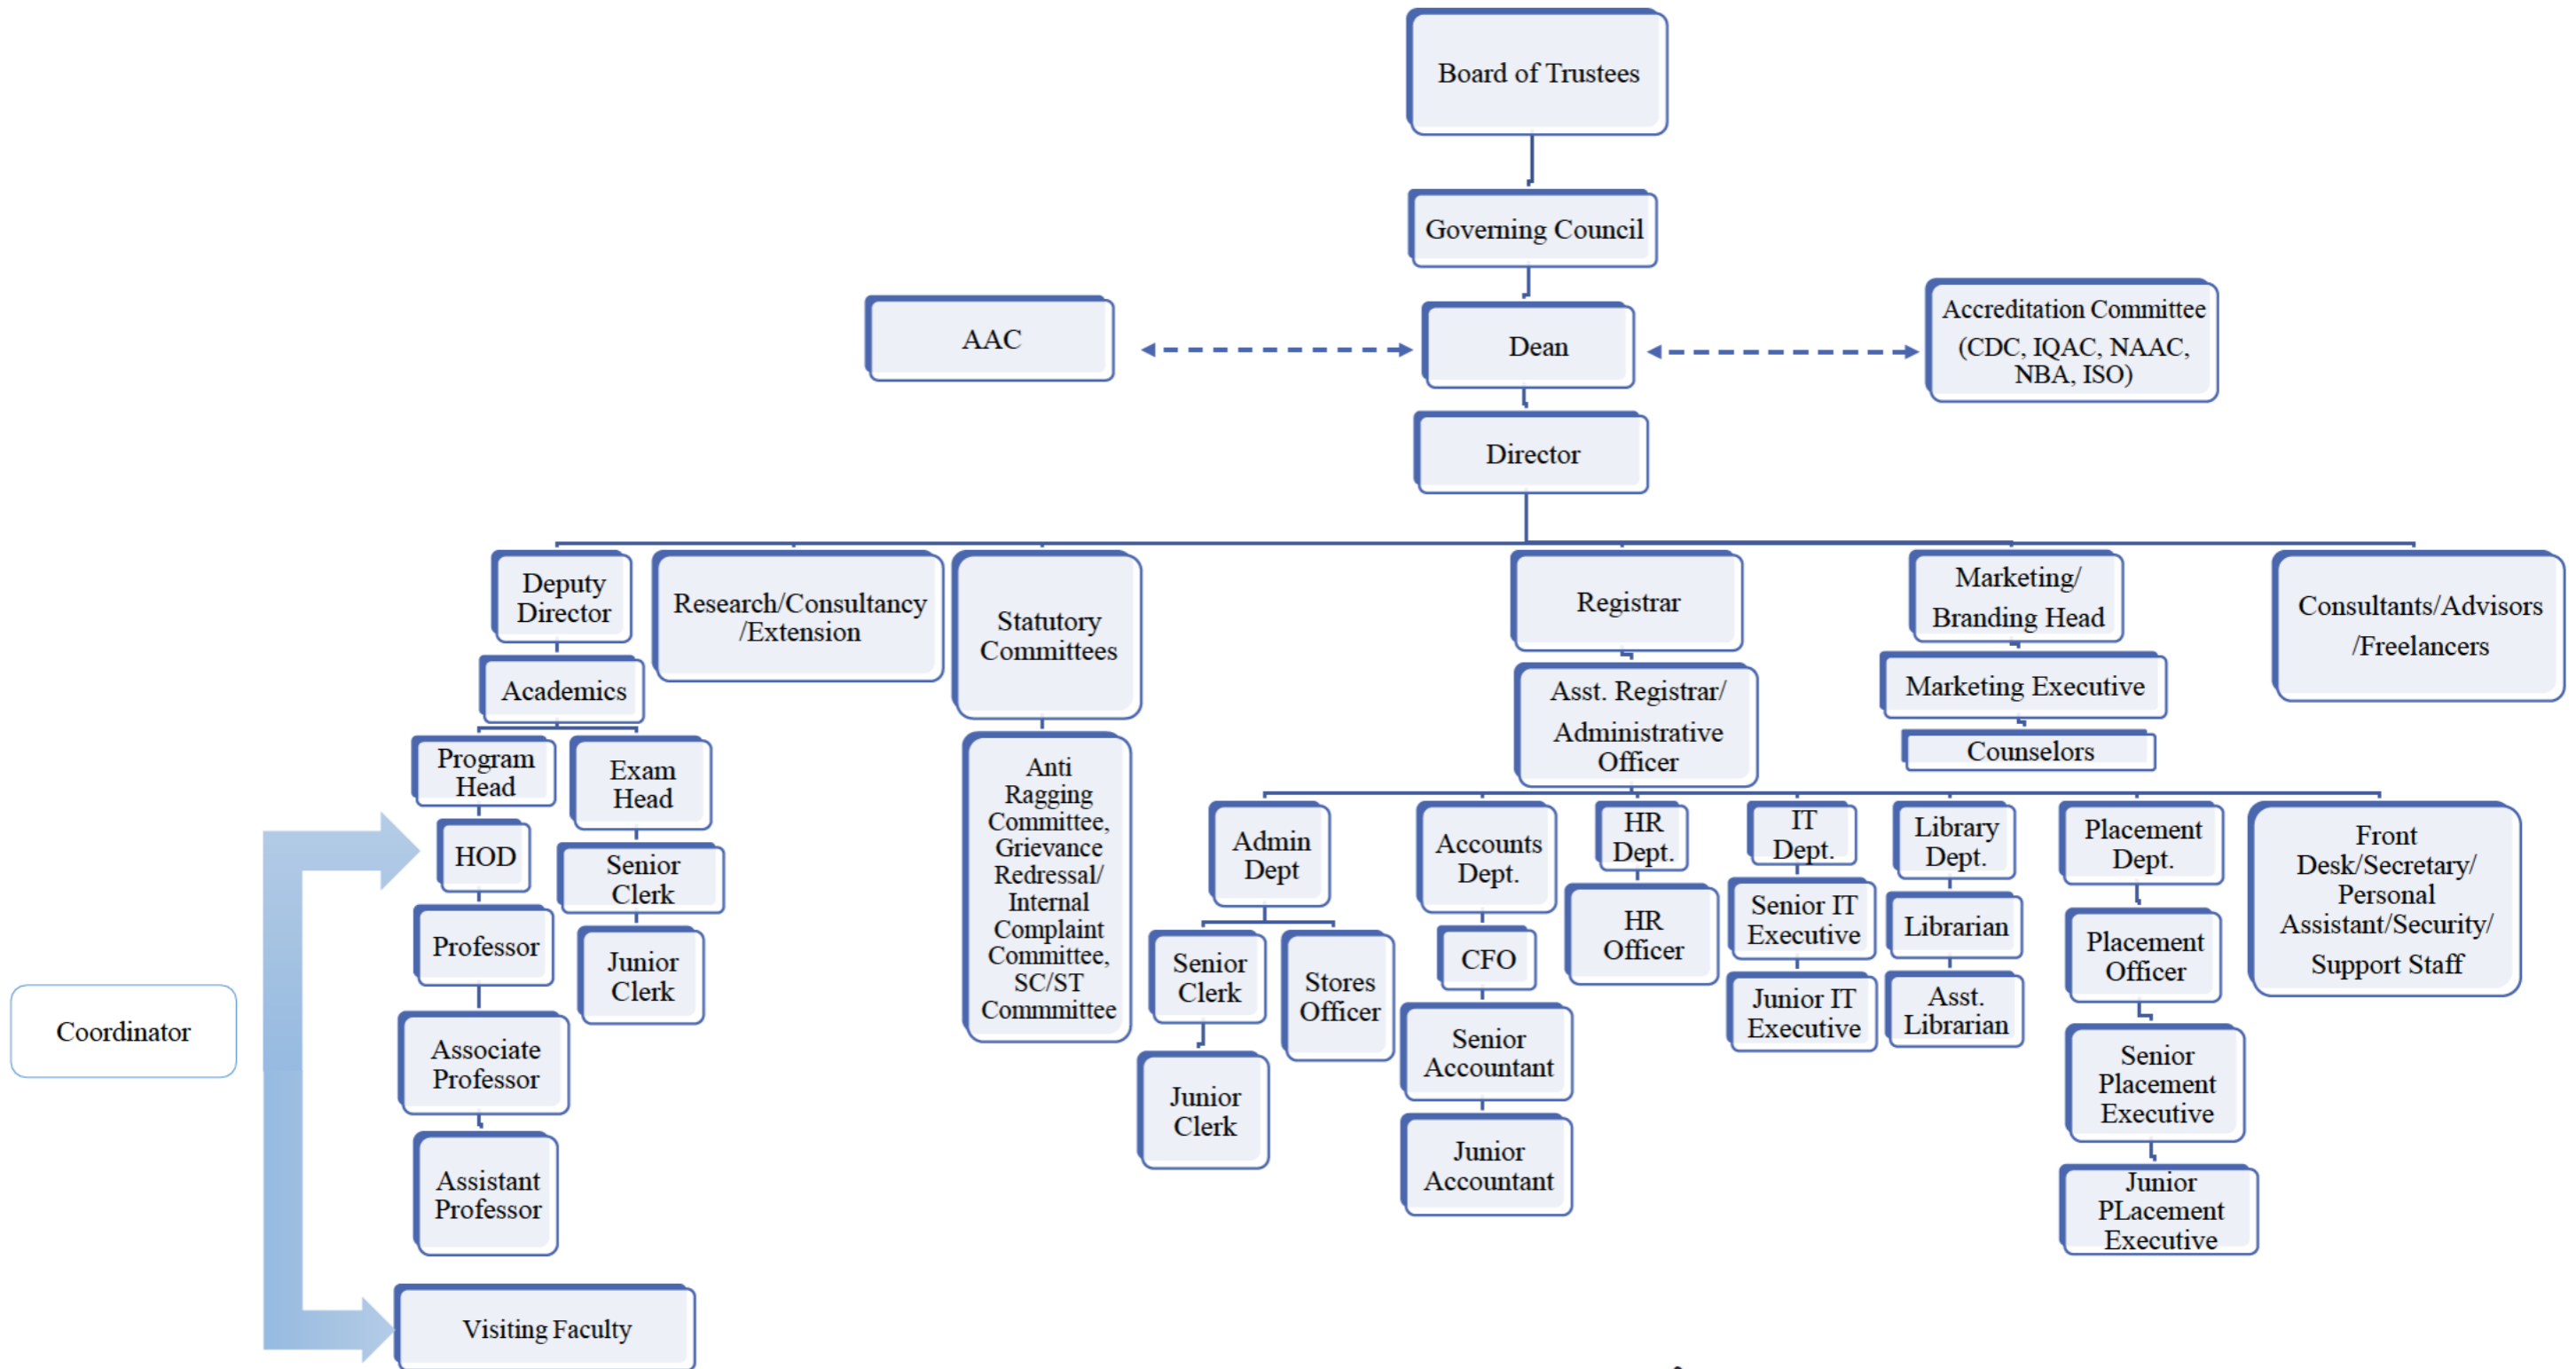 Board of Trustees
Governing Council
AAC
Dean
Accreditation Committee
(CDC, IQAC, NAAC,
NBA, ISO)
Director
Deputy
Director
Research/Consultancy
/Extension
Statutory
Committees
Registrar
Marketing/
Branding Head
Consultants/Advisors
/Freelancers
Academics
Asst. Registrar/
Administrative
Officer
Marketing Executive
Counselors
Program
Head
Exam
Head
HOD
Senior
Clerk
Professor
Junior
Clerk
Associate
Professor
Assistant
Professor
Coordinator
Visiting Faculty
Anti
Ragging
Committee,
Grievance
Redressal/
Internal
Complaint
Committee,
SC/ST
Commmittee
Admin
Dept
Senior
Clerk
Junior
Clerk
Stores
Officer
Accounts
Dept.
CFO
Senior
Accountant
Junior
Accountant
HR
Dept.
HR
Officer
IT
Dept.
Senior IT
Executive
Junior IT
Executive
Library
Dept.
Librarian
Asst.
Librarian
Placement
Dept.
Placement
Officer
Senior
Placement
Executive
Junior
PLacement
Executive
Front
Desk/Secretary/
Personal
Assistant/Security/
Support Staff